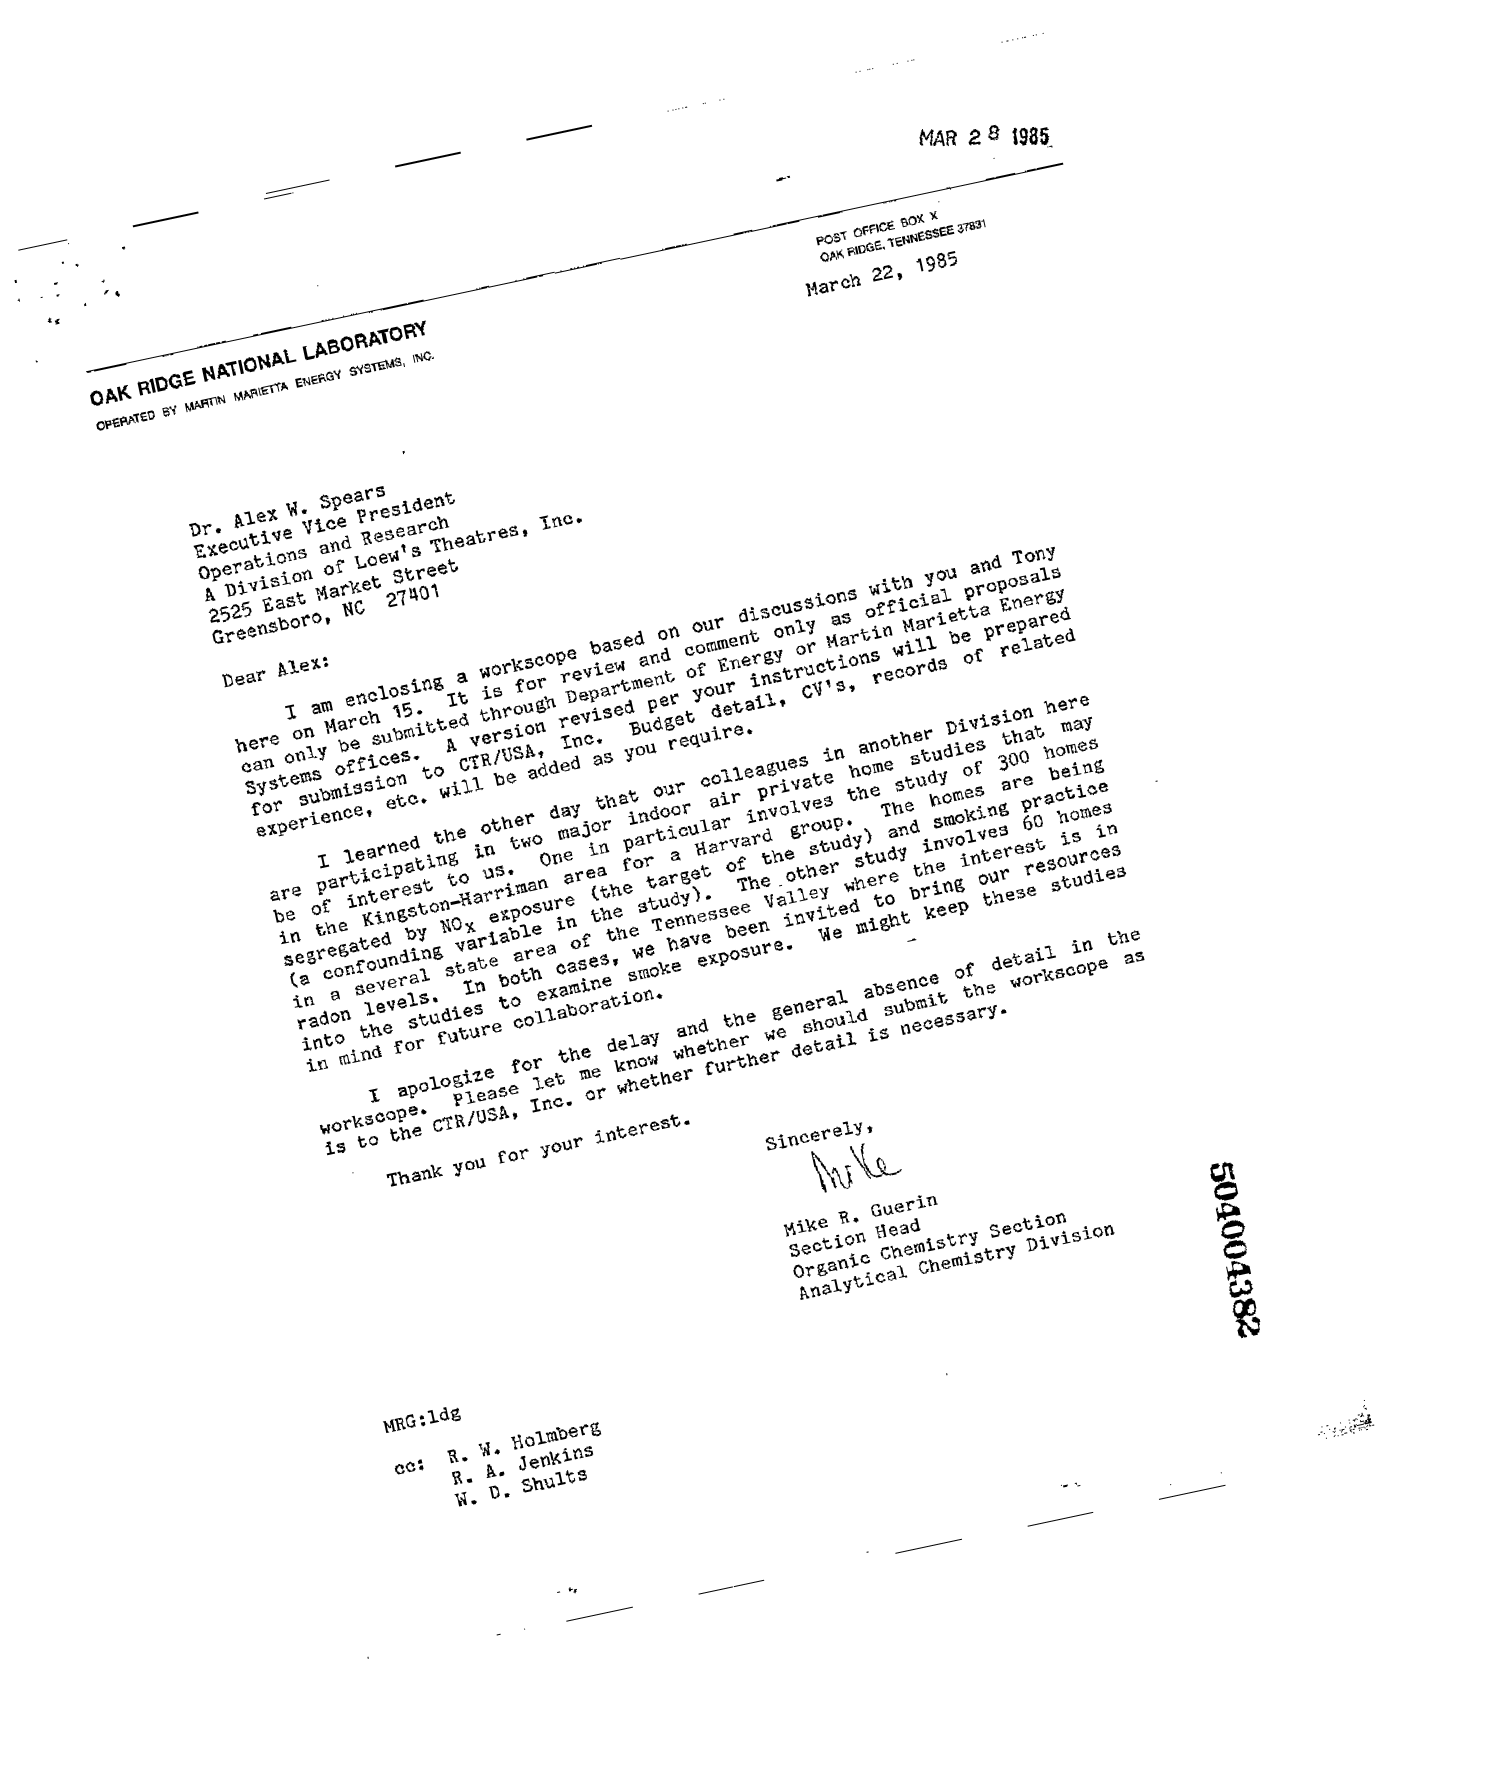 MAR 28 1985
POST OFFICE BOX X
OAK RIDGE, TENNESSEE 37831
March 22, 1985
OAK RIDGE NATIONAL LABORATORY
OPERATED BY MARTIN MARIETTA ENERGY SYSTEMS, INC.
Dr. Alex W. Spears
Executive Vice President
Operations and Research
A Division of Loew's Theatres, Inc.
2525 East Market Street
Greensboro, NC 27401
Dear Alex:
I am enclosing a workscope based on our discussions with you and Tony
here on March 15. It is for review and comment only as official proposals
can only be submitted through Department of Energy or Martin Marietta Energy
Systems offices. A version revised per your instructions will be prepared
for submission to CTR/USA, Inc. Budget detail, CV's, records of related
experience, etc. will be added as you require.
I learned the other day that our colleagues in another Division here
are participating in two major indoor air private home studies that may
be of interest to us. One in particular involves the study of 300 homes
in the Kingston-Harriman area for a Harvard group. The homes are being
segregated by NOx exposure (the target of the study) and smoking practice
(a confounding variable in the study). The other study involves 60 homes
in a several state area of the Tennessee Valley where the interest is in
radon levels. In both cases, we have been invited to bring our resources
into the studies to examine smoke exposure. We might keep these studies
in mind for future collaboration.
I apologize for the delay and the general absence of detail in the
workscope. Please let me know whether we should submit the workscope as
is to the CTR/USA, Inc. or whether further detail is necessary.
Thank you for your interest.
Sincerely,
Mike
Mike R. Guerin
Section Head
Organic Chemistry Section
Analytical Chemistry Division
504004382
MRG:ldg
cc: R. W. Holmberg
R. A. Jenkins
W. D. Shults